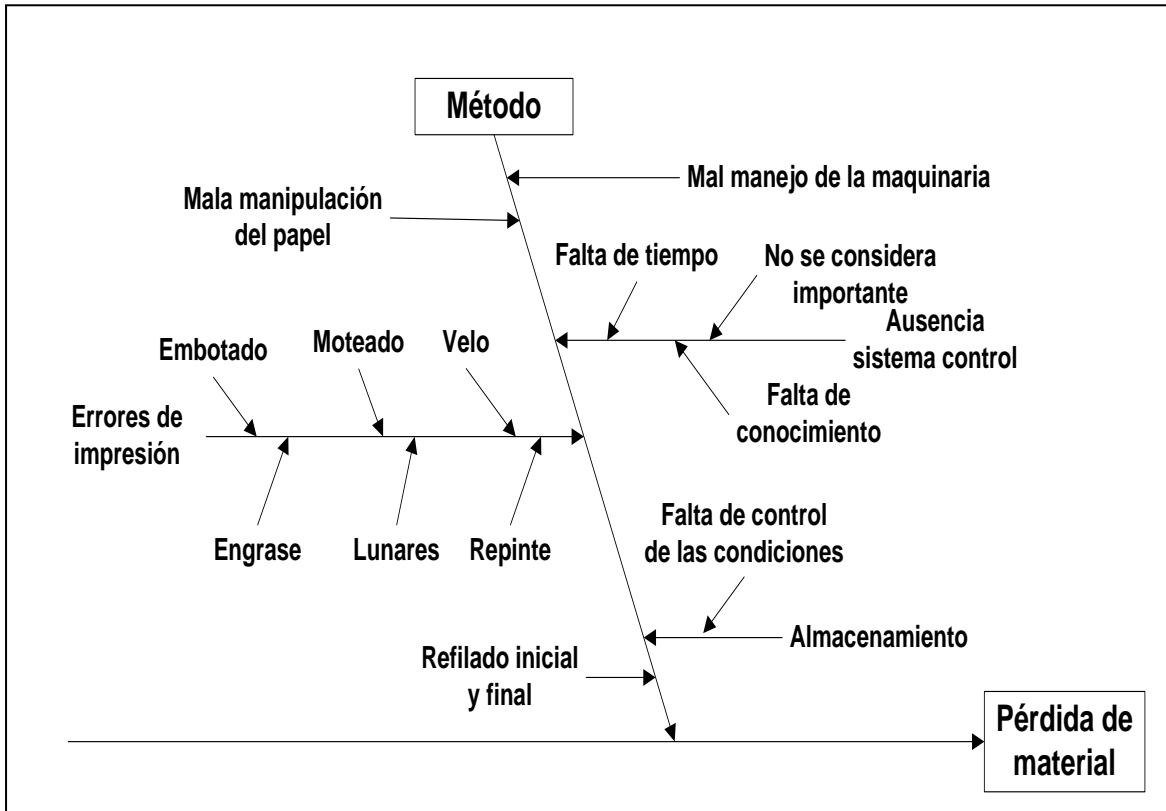 Método
Mal manejo de la maquinaria
Mala manipulación
del papel
Falta de tiempo
No se considera
importante
Ausencia
sistema control
Falta de
conocimiento
Embotado
Moteado
Velo
Errores de
impresión
Engrase
Lunares
Repinte
Falta de control
de las condiciones
Almacenamiento
Refilado inicial
y final
Pérdida de
material